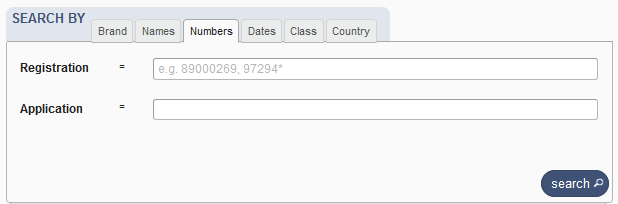 SEARCH BY
Brand Names Numbers Dates Class Country
Registration = e.g. 89000269, 97294*
Application =
search